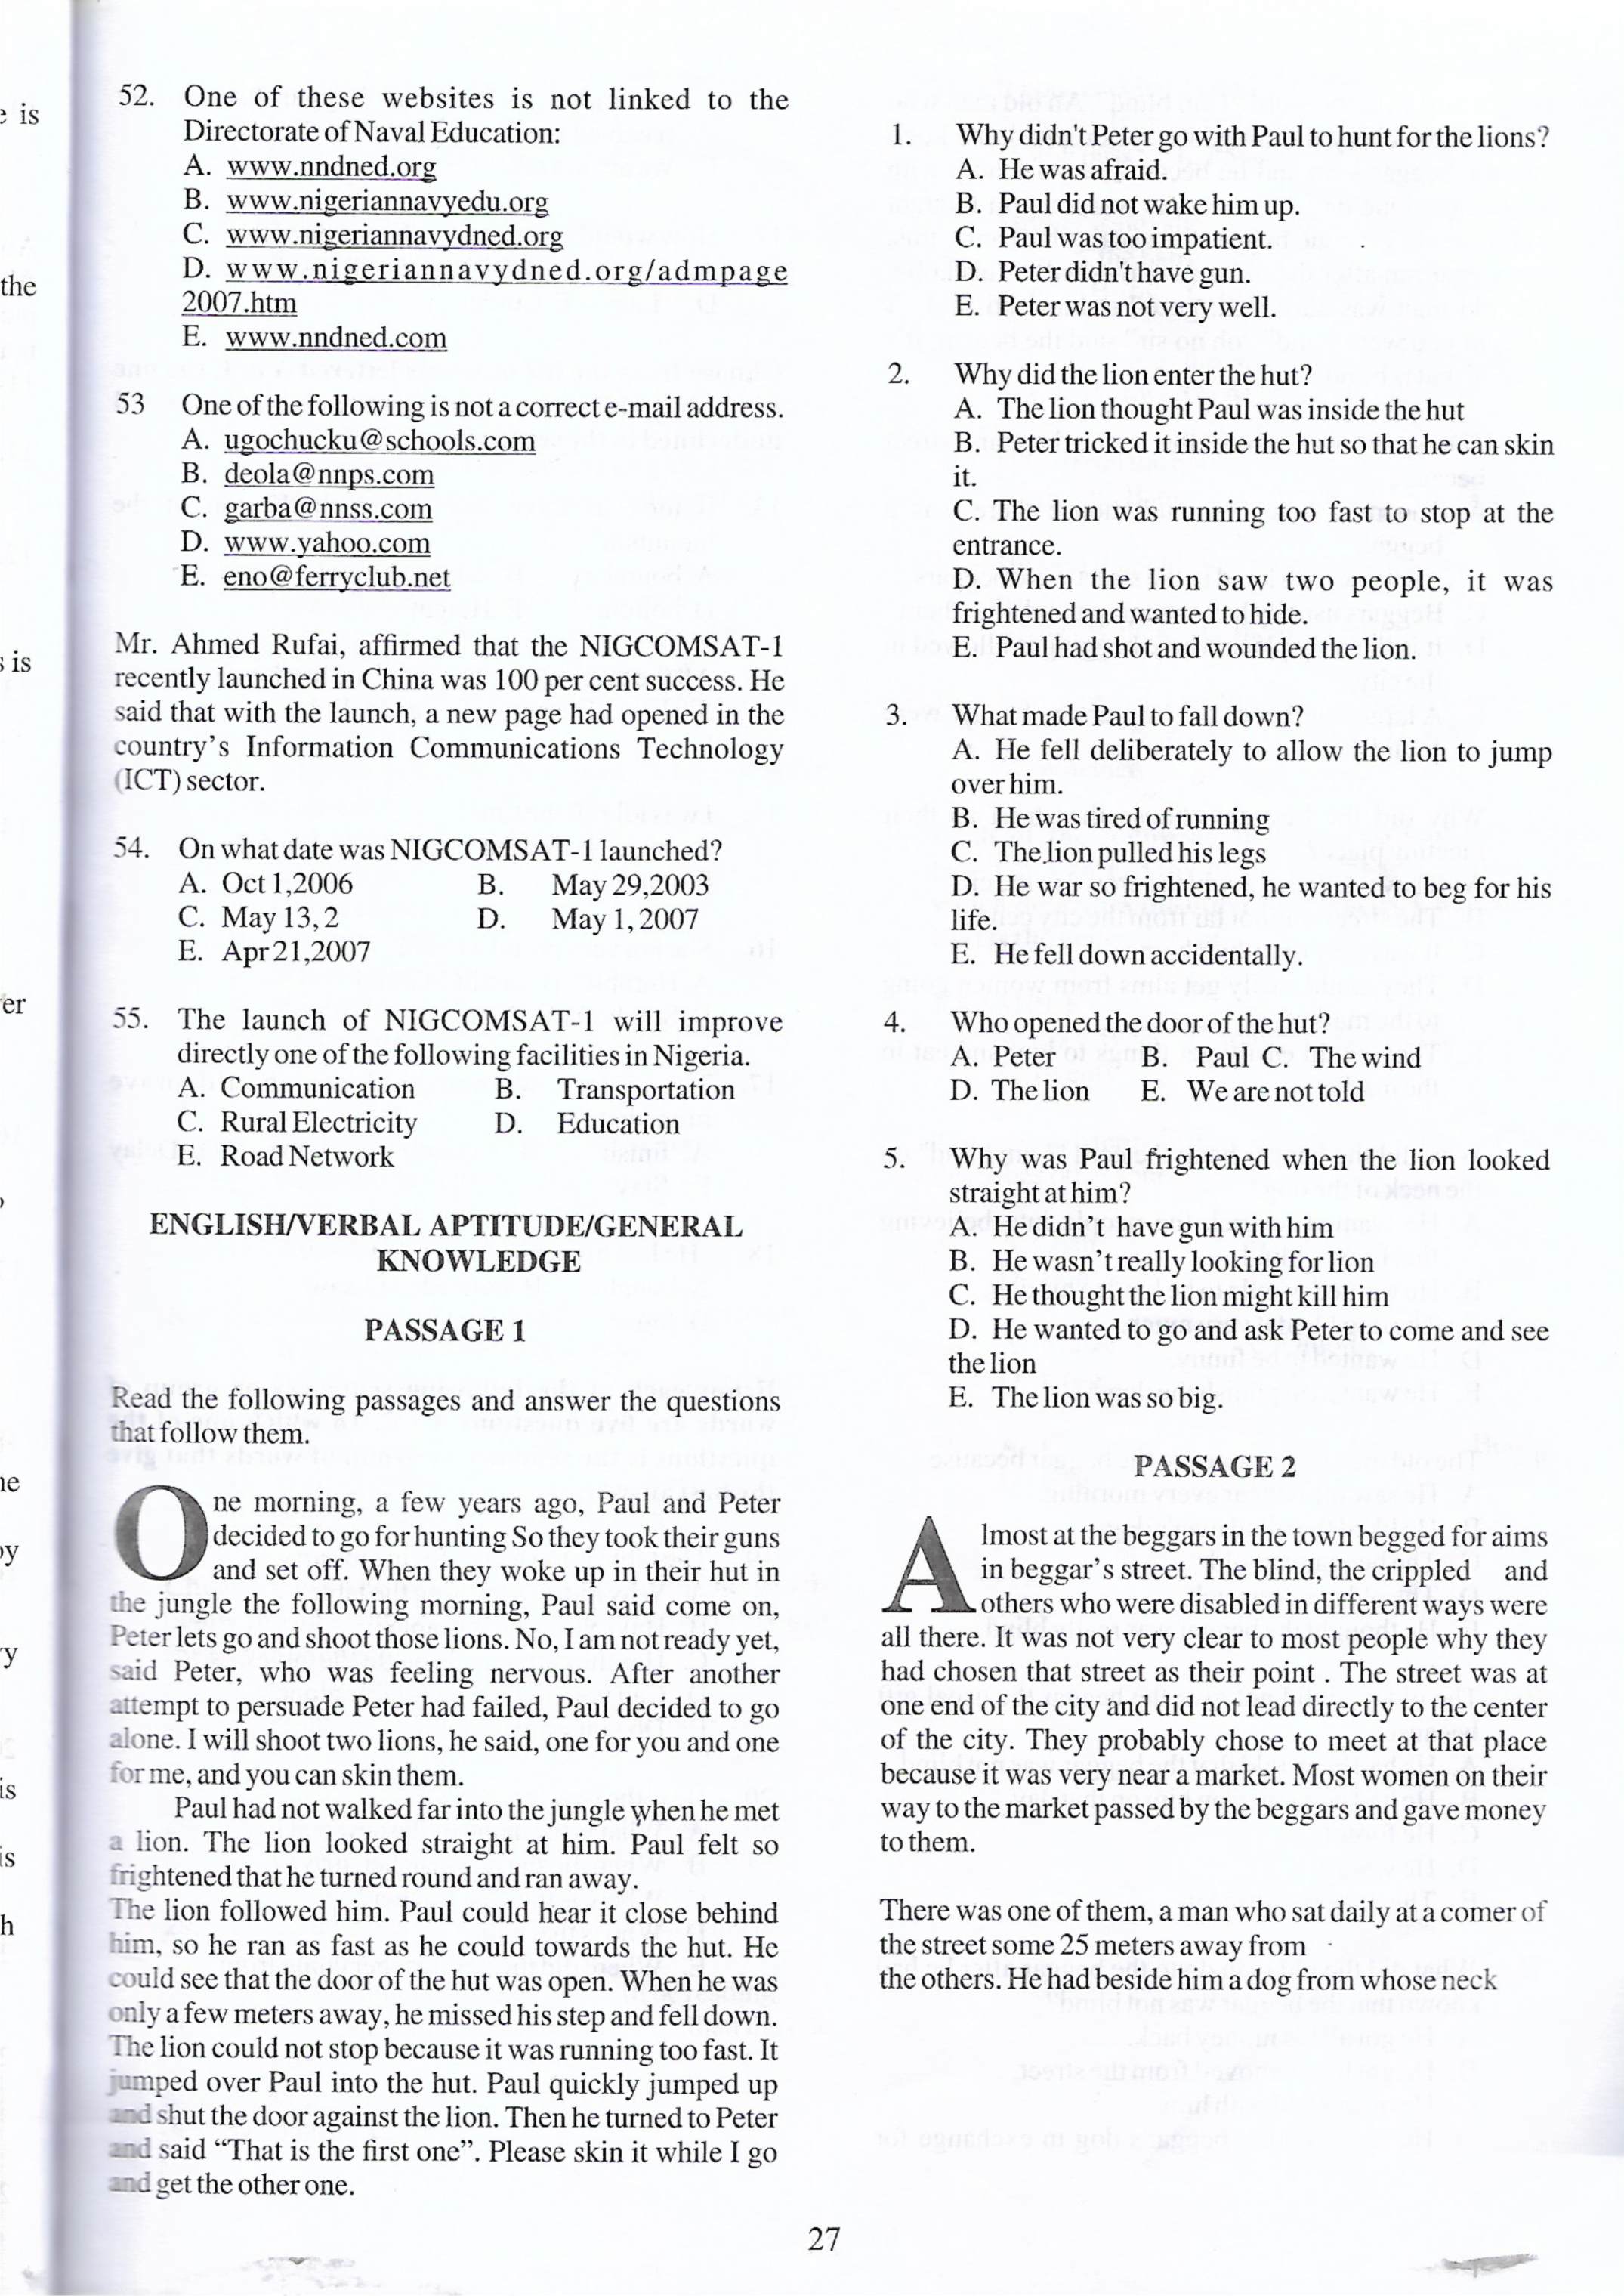 e is
the
s is
er
he
by
ry
is
is
h
52. One of these websites is not linked to the
Directorate of Naval Education:
A. www.nndned.org
B. www.nigeriannavyedu.org
C. www.nigeriannavydned.org
D. www.nigeriannavydned.org/admpage
2007.htm
E. www.nndned.com
53 One of the following is not a correct e-mail address.
A. ugochucku@schools.com
B. deola@nnps.com
C. garba@nnss.com
D. www.yahoo.com
E. eno@ferryclub.net
Mr. Ahmed Rufai, affirmed that the NIGCOMSAT-1
recently launched in China was 100 per cent success. He
said that with the launch, a new page had opened in the
country's Information Communications Technology
(ICT) sector.
54. On what date was NIGCOMSAT-1 launched?
A. Oct 1,2006 B. May 29,2003
C. May 13, 2 D. May 1, 2007
E. Apr 21,2007
55. The launch of NIGCOMSAT-1 will improve
directly one of the following facilities in Nigeria.
A. Communication B. Transportation
C. Rural Electricity D. Education
E. Road Network
ENGLISH/VERBAL APTITUDE/GENERAL
KNOWLEDGE
PASSAGE 1
Read the following passages and answer the questions
that follow them.
One morning, a few years ago, Paul and Peter
decided to go for hunting So they took their guns
and set off. When they woke up in their hut in
the jungle the following morning, Paul said come on,
Peter lets go and shoot those lions. No, I am not ready yet,
said Peter, who was feeling nervous. After another
attempt to persuade Peter had failed, Paul decided to go
alone. I will shoot two lions, he said, one for you and one
for me, and you can skin them.
Paul had not walked far into the jungle when he met
a lion. The lion looked straight at him. Paul felt so
frightened that he turned round and ran away.
The lion followed him. Paul could hear it close behind
him, so he ran as fast as he could towards the hut. He
could see that the door of the hut was open. When he was
only a few meters away, he missed his step and fell down.
The lion could not stop because it was running too fast. It
jumped over Paul into the hut. Paul quickly jumped up
and shut the door against the lion. Then he turned to Peter
and said “That is the first one”. Please skin it while I go
and get the other one.
1. Why didn't Peter go with Paul to hunt for the lions?
A. He was afraid.
B. Paul did not wake him up.
C. Paul was too impatient.
D. Peter didn't have gun.
E. Peter was not very well.
2. Why did the lion enter the hut?
A. The lion thought Paul was inside the hut
B. Peter tricked it inside the hut so that he can skin
it.
C. The lion was running too fast to stop at the
entrance.
D. When the lion saw two people, it was
frightened and wanted to hide.
E. Paul had shot and wounded the lion.
3. What made Paul to fall down?
A. He fell deliberately to allow the lion to jump
over him.
B. He was tired of running
C. The lion pulled his legs
D. He war so frightened, he wanted to beg for his
life.
E. He fell down accidentally.
4. Who opened the door of the hut?
A. Peter B. Paul C. The wind
D. The lion E. We are not told
5. Why was Paul frightened when the lion looked
straight at him?
A. He didn't have gun with him
B. He wasn't really looking for lion
C. He thought the lion might kill him
D. He wanted to go and ask Peter to come and see
the lion
E. The lion was so big.
PASSAGE 2
Almost at the beggars in the town begged for aims
in beggar's street. The blind, the crippled and
others who were disabled in different ways were
all there. It was not very clear to most people why they
had chosen that street as their point . The street was at
one end of the city and did not lead directly to the center
of the city. They probably chose to meet at that place
because it was very near a market. Most women on their
way to the market passed by the beggars and gave money
to them.
There was one of them, a man who sat daily at a comer of
the street some 25 meters away from
the others. He had beside him a dog from whose neck
27